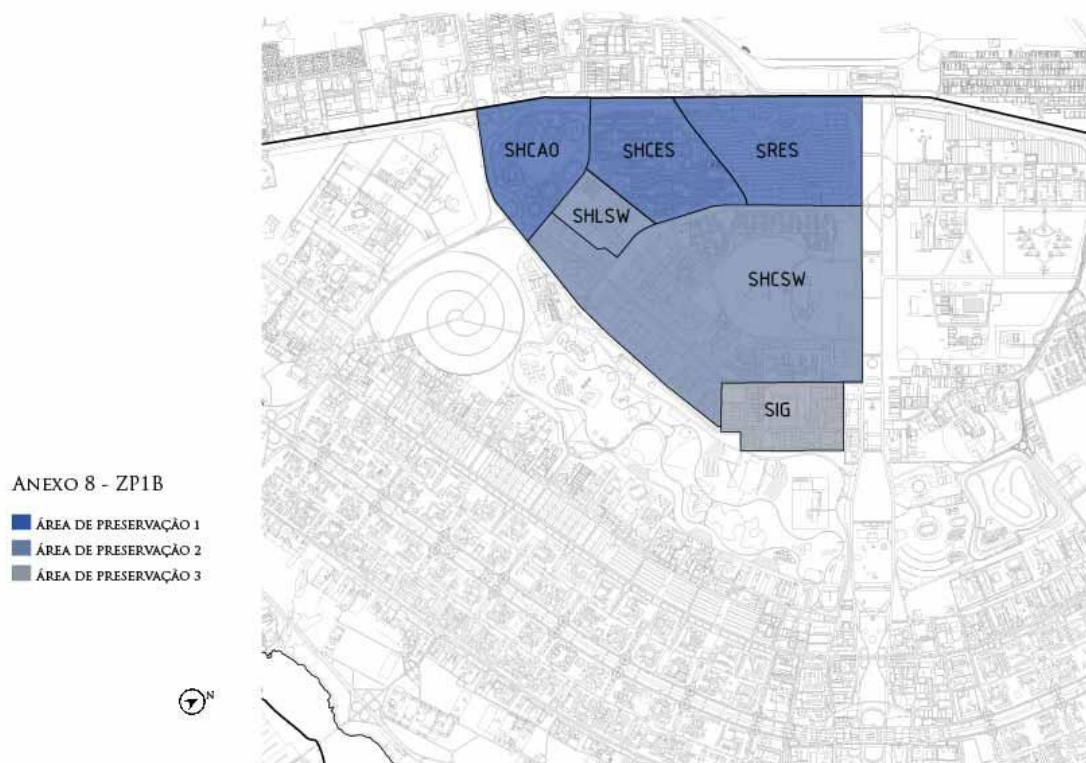 SHCAO
SHCES
SRES
SHLSW
SHCSW
SIG
ANEXO 8 - ZP1B
ÁREA DE PRESERVAÇÃO 1
ÁREA DE PRESERVAÇÃO 2
ÁREA DE PRESERVAÇÃO 3
N